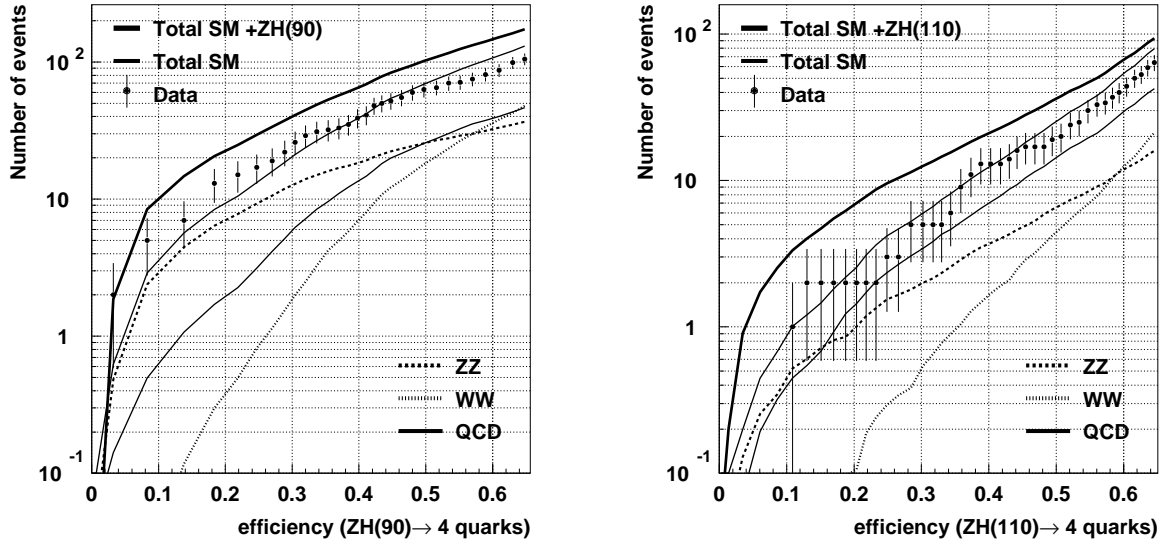 Number of events
10 2
10
1
10 -1
Total SM +ZH(90)
Total SM
Data
ZZ
WW
QCD
0 0.1 0.2 0.3 0.4 0.5 0.6
efficiency (ZH(90)→ 4 quarks)
Number of events
10 2
10
1
10 -1
Total SM +ZH(110)
Total SM
Data
ZZ
WW
QCD
0 0.1 0.2 0.3 0.4 0.5 0.6
efficiency (ZH(110)→ 4 quarks)